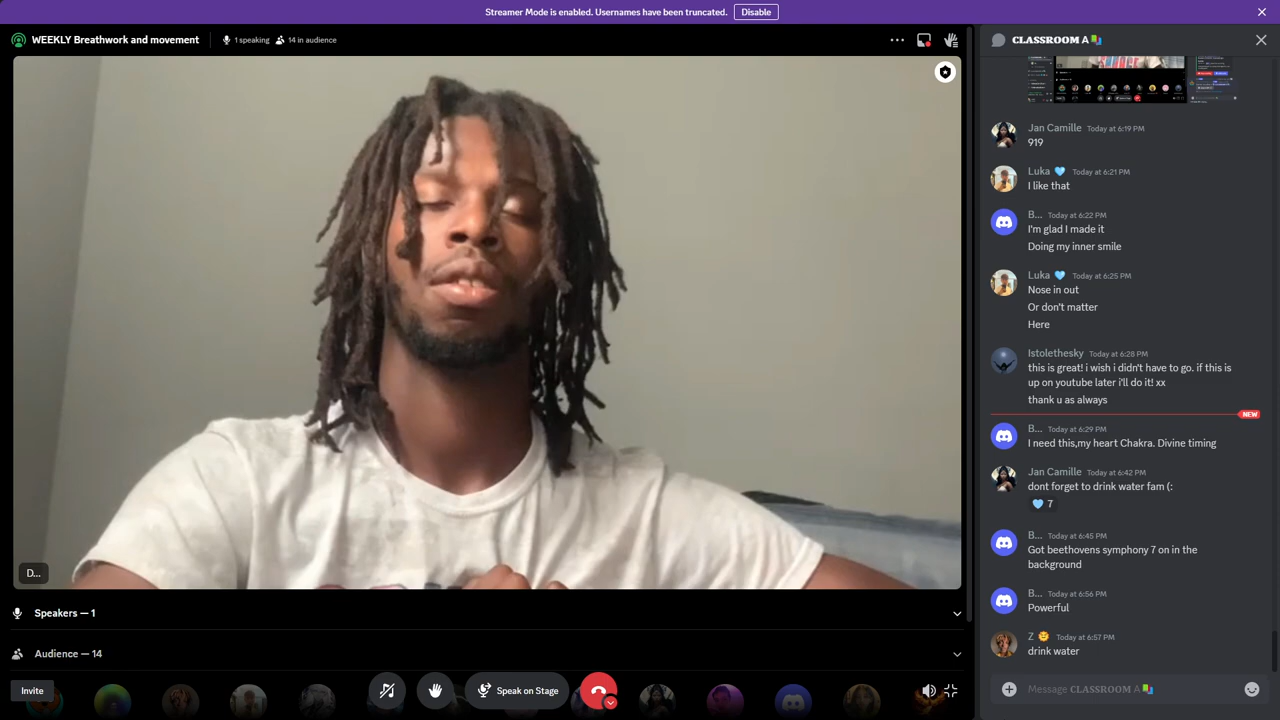 Streamer Mode is enabled. Usernames have been truncated. Disable
WEEKLY Breathwork and movement
1 speaking
14 in audience
D...
Speakers — 1
Audience — 14
Invite
Speak on Stage
CLASSROOM A
Jan Camille Today at 6:19 PM
919
Luka 🩵 Today at 6:21 PM
I like that
B... Today at 6:22 PM
I'm glad I made it
Doing my inner smile
Luka 🩵 Today at 6:25 PM
Nose in out
Or don't matter
Here
Istolethesky Today at 6:28 PM
this is great! i wish i didn't have to go. if this is
up on youtube later i'll do it! xx
thank u as always
NEW
B... Today at 6:29 PM
I need this,my heart Chakra. Divine timing
Jan Camille Today at 6:42 PM
dont forget to drink water fam (:
🩵 7
B... Today at 6:45 PM
Got beethovens symphony 7 on in the
background
B... Today at 6:56 PM
Powerful
Z Today at 6:57 PM
drink water
Message CLASSROOM A